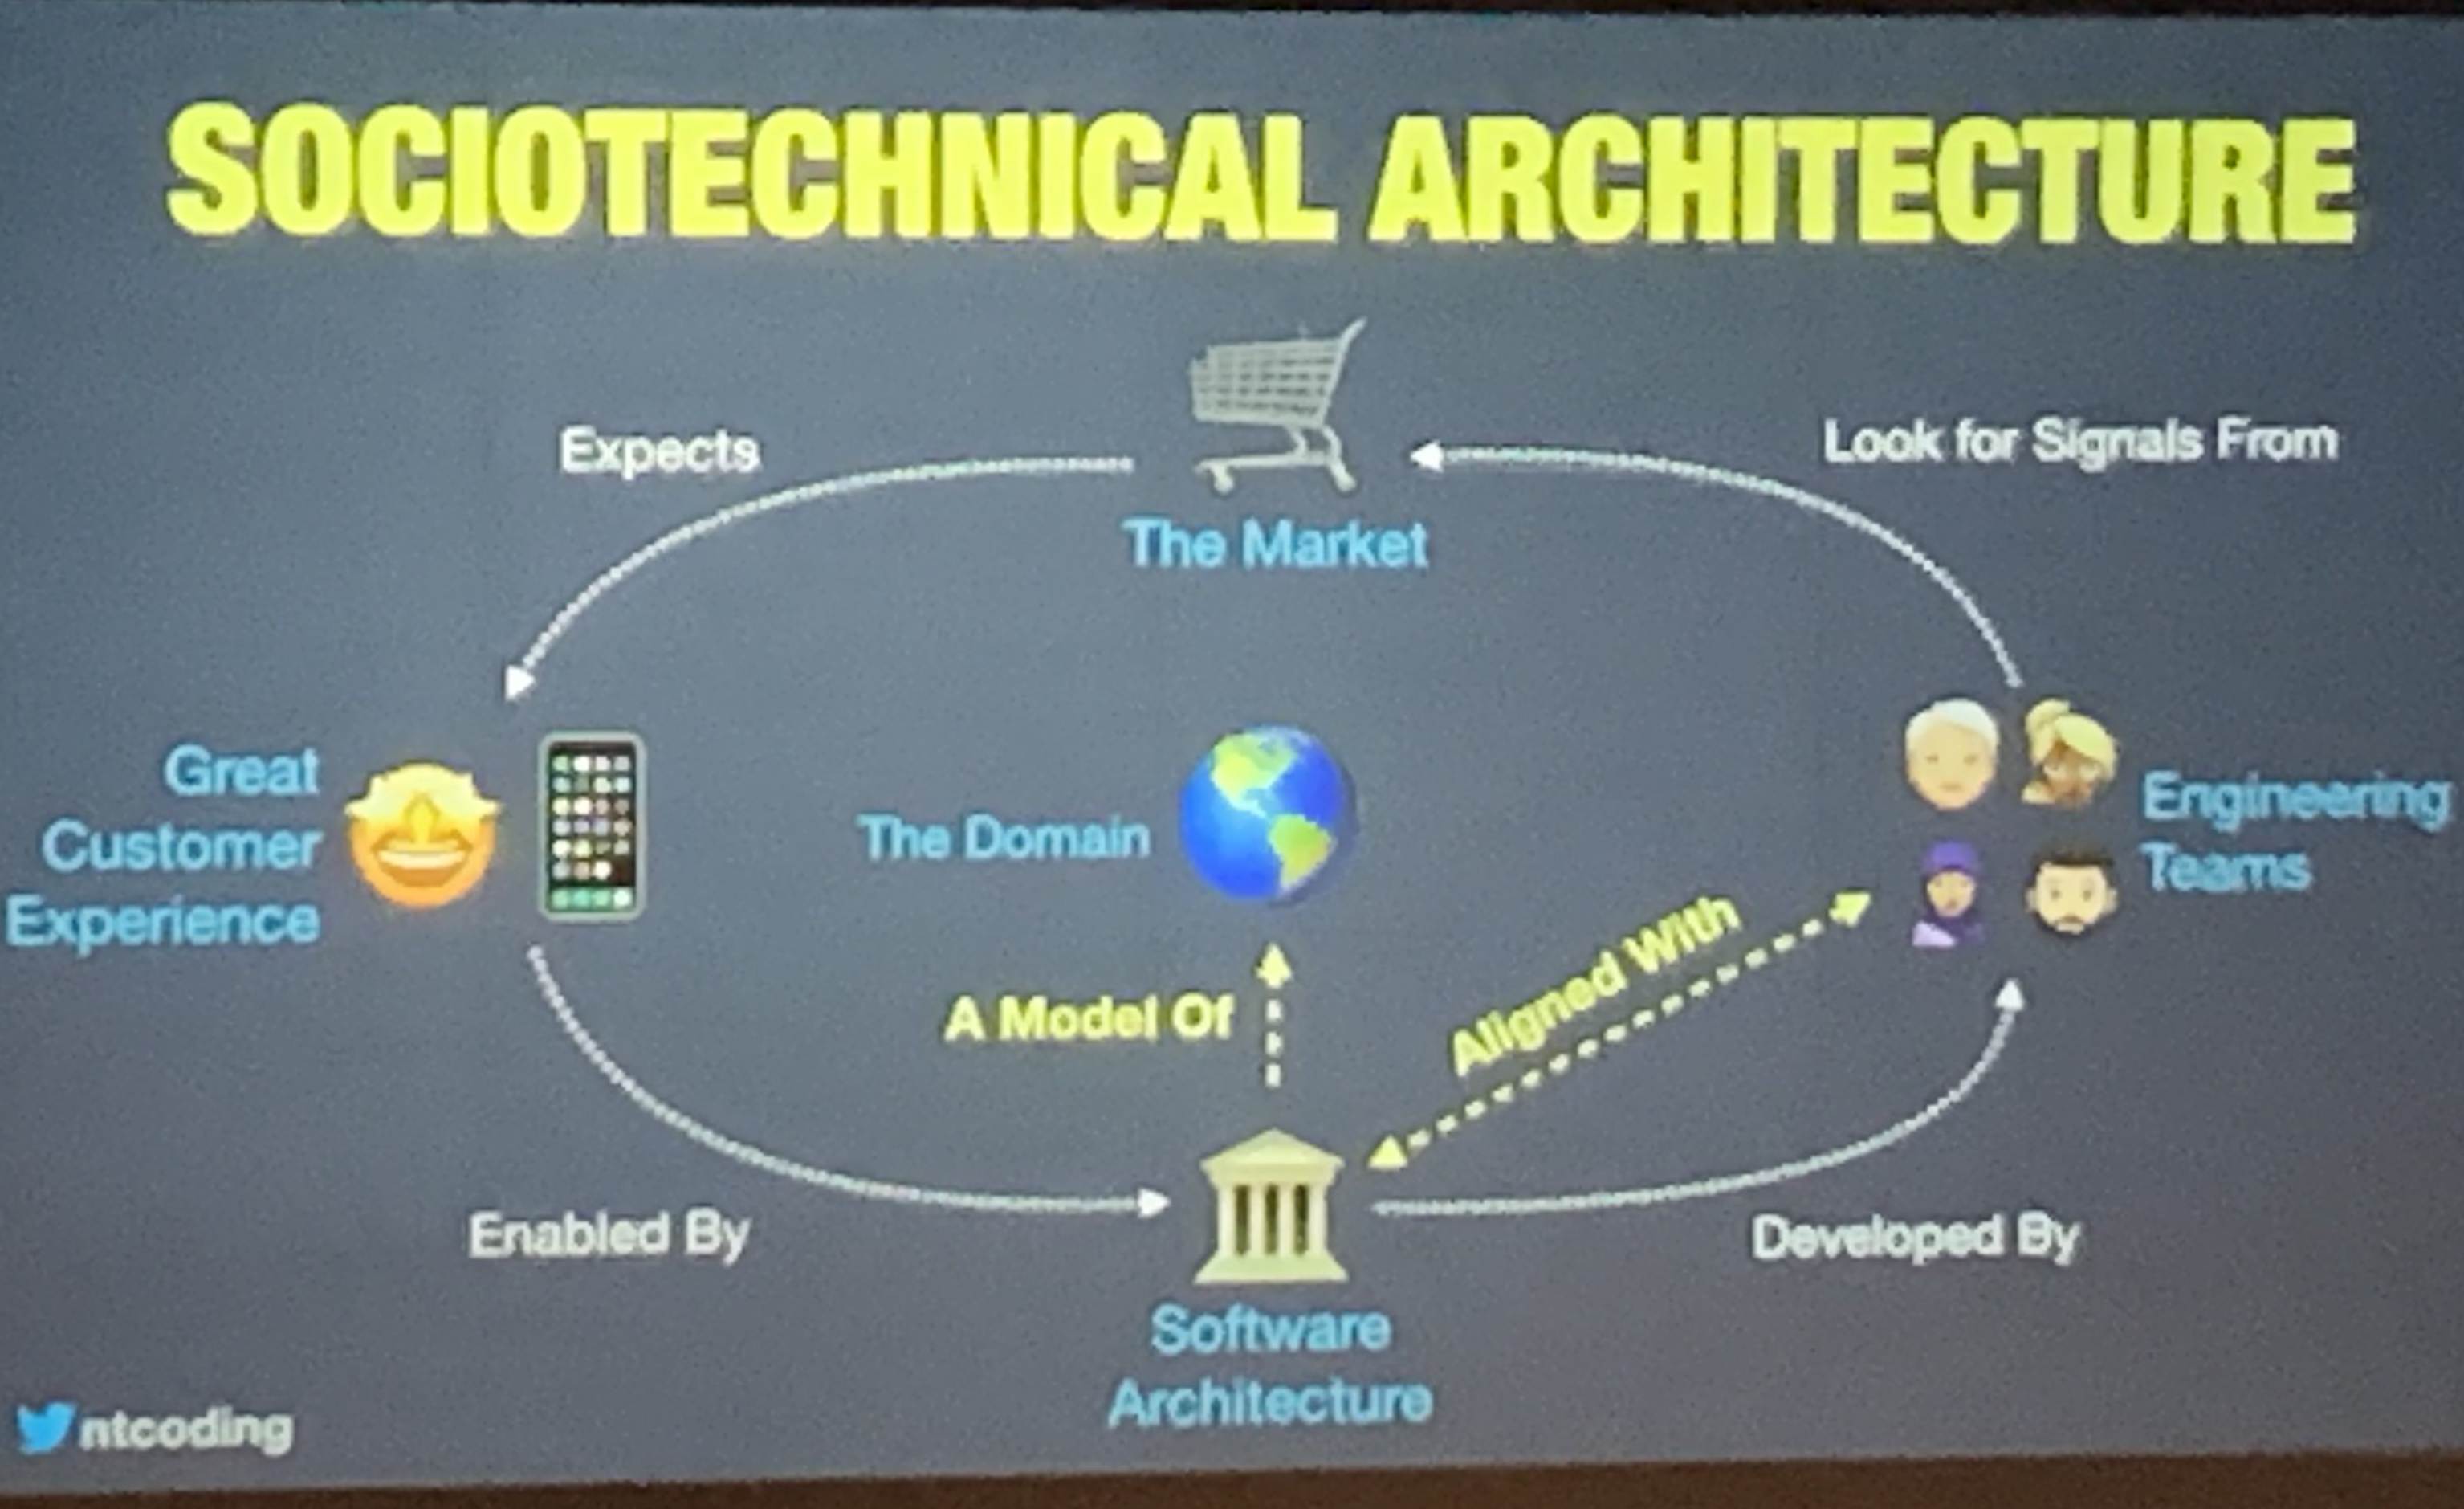 SOCIOTECHNICAL ARCHITECTURE
Expects
Look for Signals From
The Market
Great
Customer
Experience
The Domain
Engineering
Teams
A Model Of
Aligned With
Enabled By
Developed By
Software
Architecture
ntcoding